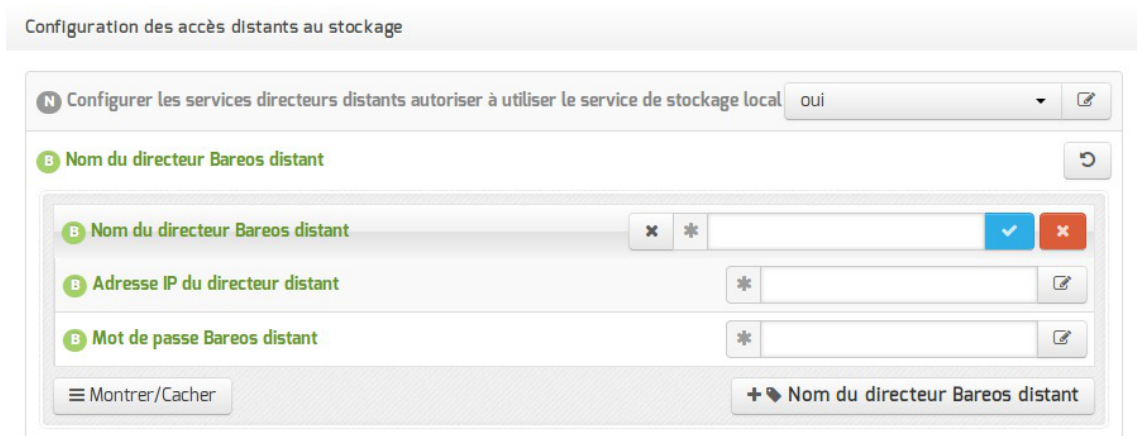 Configuration des accès distants au stockage
N Configurer les services directeurs distants autoriser à utiliser le service de stockage local oui
B Nom du directeur Bareos distant
B Nom du directeur Bareos distant
B Adresse IP du directeur distant
B Mot de passe Bareos distant
Montrer/Cacher
Nom du directeur Bareos distant